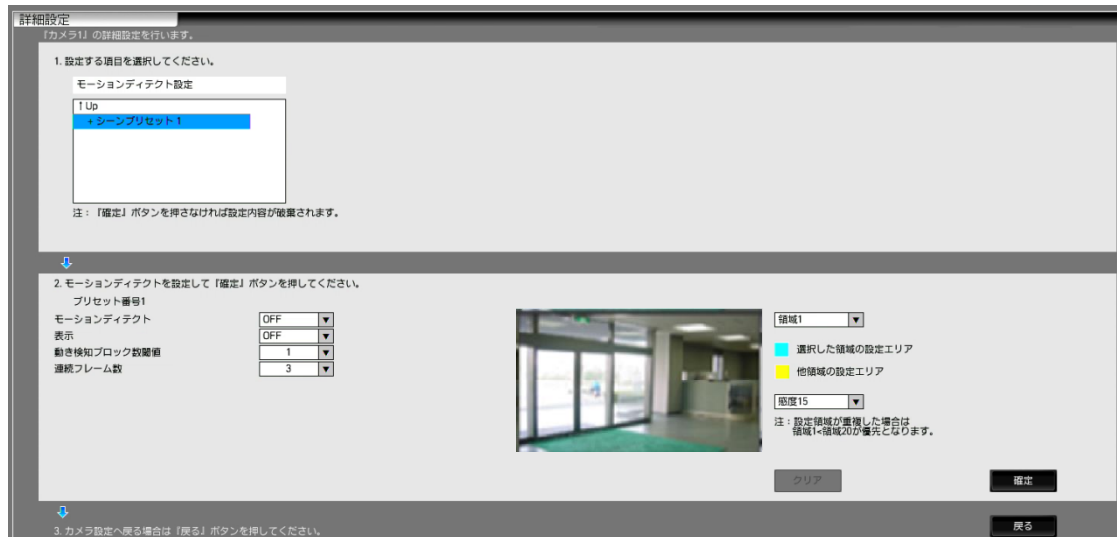 詳細設定
『カメラ1』の詳細設定を行います。
1. 設定する項目を選択してください。
モーションディテクト設定
↑Up
+ シーンプリセット 1
注：『確定』ボタンを押さなければ設定内容が破棄されます。
2. モーションディテクトを設定して『確定』ボタンを押してください。
プリセット番号1
モーションディテクト OFF
表示 OFF
動き検知ブロック数閾値 1
連続フレーム数 3
領域1
選択した領域の設定エリア
他領域の設定エリア
感度15
注：設定領域が重複した場合は
領域1<領域20が優先となります。
クリア
確定
3. カメラ設定へ戻る場合は『戻る』ボタンを押してください。
戻る